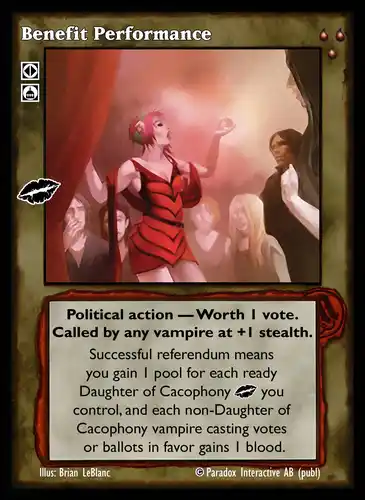 Benefit Performance
Political action — Worth 1 vote.
Called by any vampire at +1 stealth.
Successful referendum means
you gain 1 pool for each ready
Daughter of Cacophony you
control, and each non-Daughter of
Cacophony vampire casting votes
or ballots in favor gains 1 blood.
Illus: Brian LeBlanc © Paradox Interactive AB (publ)